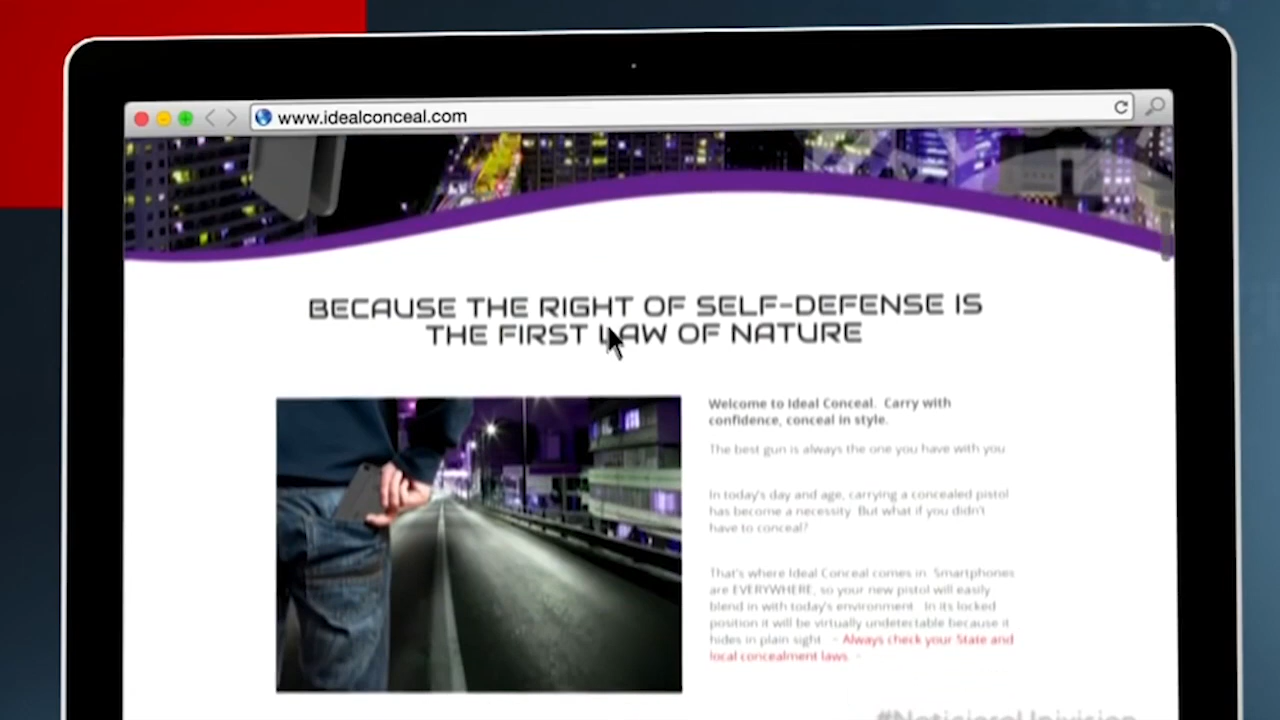 www.idealconceal.com
BECAUSE THE RIGHT OF SELF-DEFENSE IS
THE FIRST LAW OF NATURE
Welcome to Ideal Conceal. Carry with
confidence, conceal in style.
The best gun is always the one you have with you
In today's day and age, carrying a concealed pistol
has become a necessity. But what if you didn't
have to conceal?
That's where Ideal Conceal comes in. Smartphones
are EVERYWHERE, so your new pistol will easily
blend in with today's environment. In its locked
position it will be virtually undetectable because it
hides in plain sight. - Always check your State and
local concealment laws. -
#NoticieroUnivision